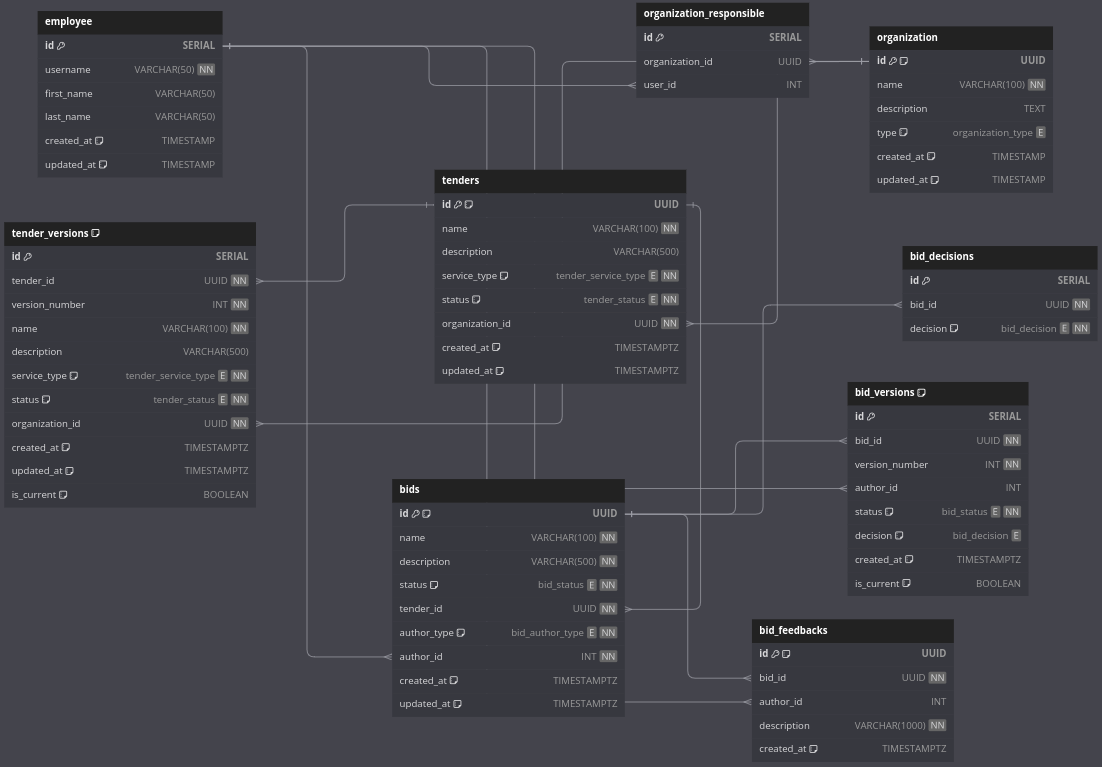 employee
id SERIAL
username VARCHAR(50) NN
first_name VARCHAR(50)
last_name VARCHAR(50)
created_at TIMESTAMP
updated_at TIMESTAMP
organization_responsible
id SERIAL
organization_id UUID
user_id INT
organization
id UUID
name VARCHAR(100) NN
description TEXT
type organization_type E
created_at TIMESTAMP
updated_at TIMESTAMP
tenders
id UUID
name VARCHAR(100) NN
description VARCHAR(500)
service_type tender_service_type E NN
status tender_status E NN
organization_id UUID NN
created_at TIMESTAMPTZ
updated_at TIMESTAMPTZ
tender_versions
id SERIAL
tender_id UUID NN
version_number INT NN
name VARCHAR(100) NN
description VARCHAR(500)
service_type tender_service_type E NN
status tender_status E NN
organization_id UUID NN
created_at TIMESTAMPTZ
updated_at TIMESTAMPTZ
is_current BOOLEAN
bid_decisions
id SERIAL
bid_id UUID NN
decision bid_decision E NN
bid_versions
id SERIAL
bid_id UUID NN
version_number INT NN
author_id INT
status bid_status E NN
decision bid_decision E
created_at TIMESTAMPTZ
is_current BOOLEAN
bids
id UUID
name VARCHAR(100) NN
description VARCHAR(500) NN
status bid_status E NN
tender_id UUID NN
author_type bid_author_type E NN
author_id INT NN
created_at TIMESTAMPTZ
updated_at TIMESTAMPTZ
bid_feedbacks
id UUID
bid_id UUID NN
author_id INT
description VARCHAR(1000) NN
created_at TIMESTAMPTZ